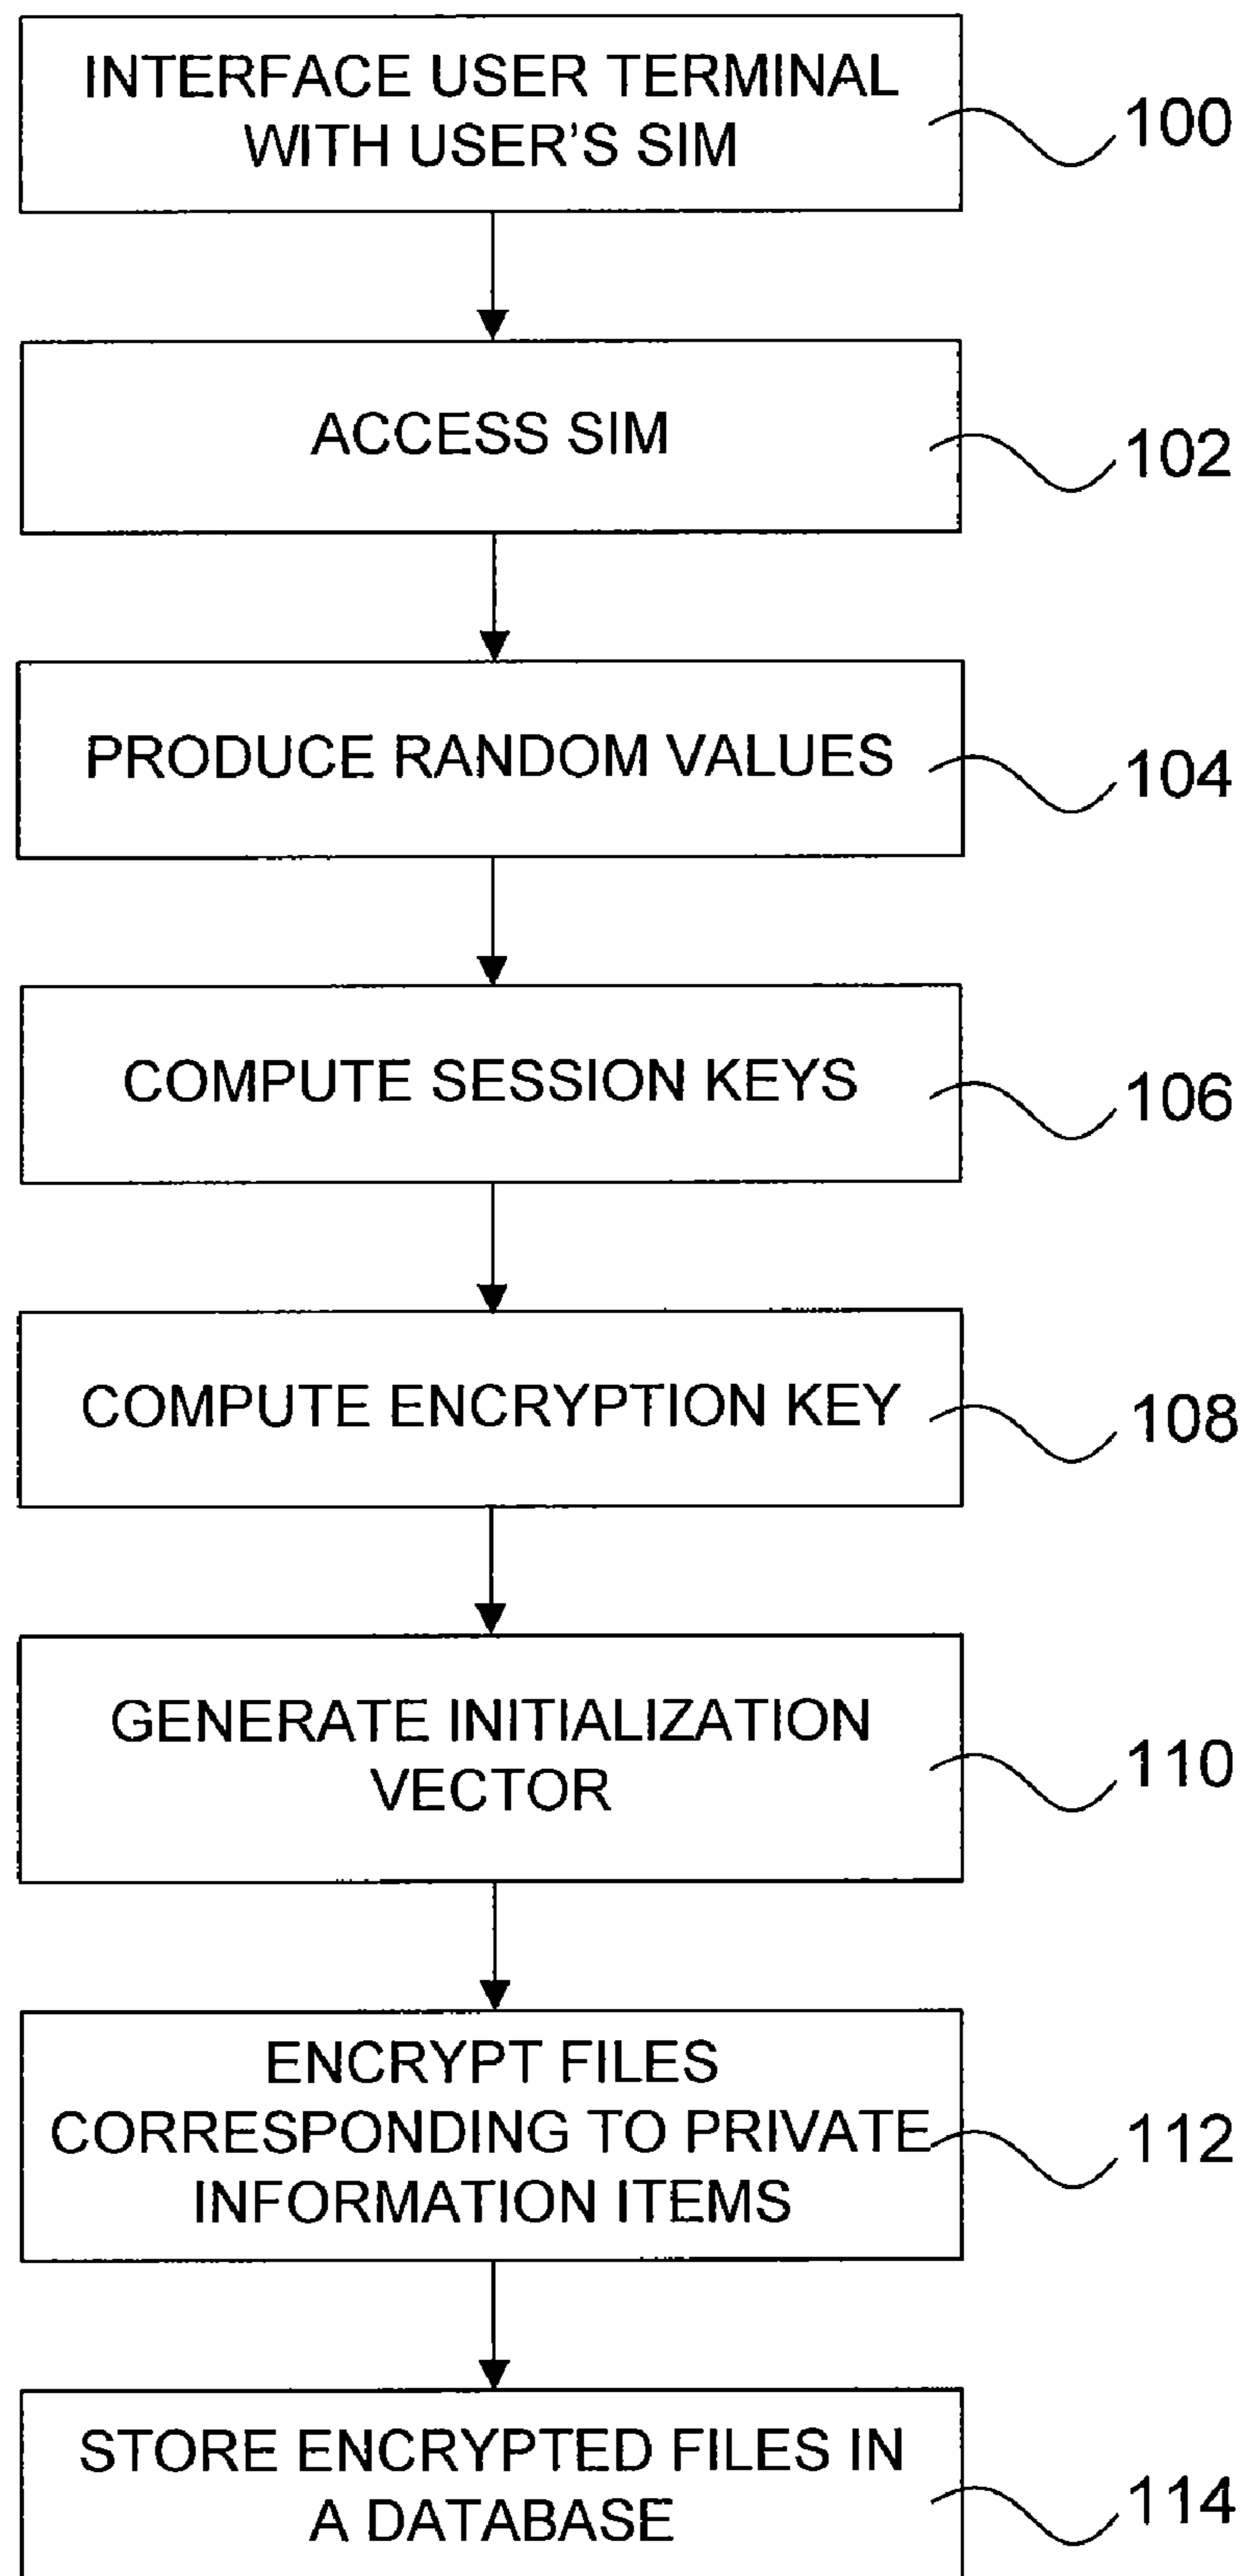 INTERFACE USER TERMINAL
WITH USER'S SIM
100
ACCESS SIM
102
PRODUCE RANDOM VALUES
104
COMPUTE SESSION KEYS
106
COMPUTE ENCRYPTION KEY
108
GENERATE INITIALIZATION
VECTOR
110
ENCRYPT FILES
CORRESPONDING TO PRIVATE
INFORMATION ITEMS
112
STORE ENCRYPTED FILES IN
A DATABASE
114